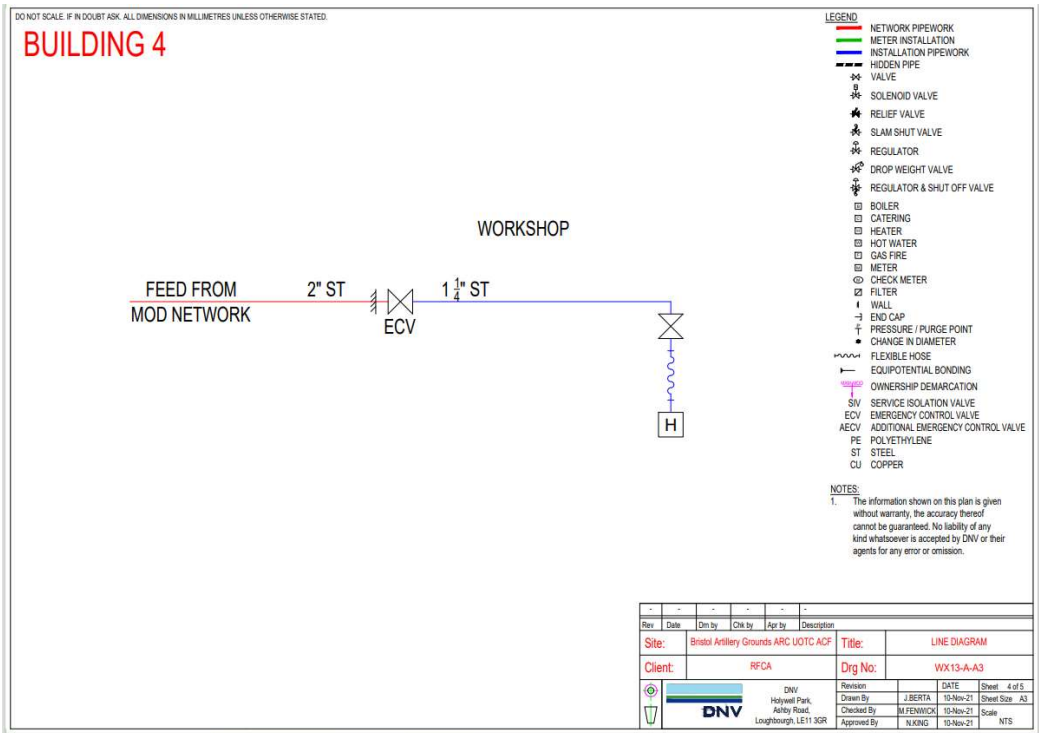 DO NOT SCALE. IF IN DOUBT ASK. ALL DIMENSIONS IN MILLIMETRES UNLESS OTHERWISE STATED.
BUILDING 4
WORKSHOP
FEED FROM
MOD NETWORK
2" ST
ECV
1 1/4" ST
H
LEGEND
NETWORK PIPEWORK
METER INSTALLATION
INSTALLATION PIPEWORK
HIDDEN PIPE
VALVE
SOLENOID VALVE
RELIEF VALVE
SLAM SHUT VALVE
REGULATOR
DROP WEIGHT VALVE
REGULATOR & SHUT OFF VALVE
BOILER
CATERING
HEATER
HOT WATER
GAS FIRE
METER
CHECK METER
FILTER
WALL
END CAP
PRESSURE / PURGE POINT
CHANGE IN DIAMETER
FLEXIBLE HOSE
EQUIPOTENTIAL BONDING
OWNERSHIP DEMARCATION
SIV SERVICE ISOLATION VALVE
ECV EMERGENCY CONTROL VALVE
AECV ADDITIONAL EMERGENCY CONTROL VALVE
PE POLYETHYLENE
ST STEEL
CU COPPER
NOTES:
1. The information shown on this plan is given
without warranty, the accuracy thereof
cannot be guaranteed. No liability of any
kind whatsoever is accepted by DNV or their
agents for any error or omission.
- - - - - -
Rev Date Drn by Chk by Apr by Description
Site: Bristol Artillery Grounds ARC UOTC ACF Title: LINE DIAGRAM
Client: RFCA Drg No: WX13-A-A3
DNV
DNV
Holywell Park,
Ashby Road,
Loughbourgh, LE11 3GR
Revision DATE Sheet 4 of 5
Drawn By J.BERTA 10-Nov-21 Sheet Size A3
Checked By M.FENWICK 10-Nov-21 Scale
Approved By N.KING 10-Nov-21 NTS